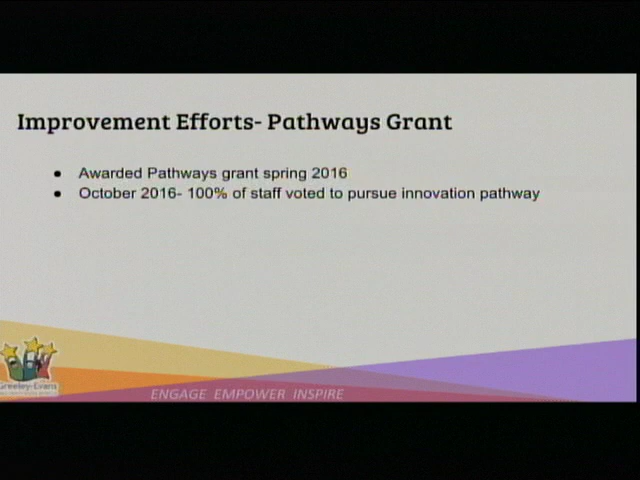 Improvement Efforts- Pathways Grant
● Awarded Pathways grant spring 2016
● October 2016- 100% of staff voted to pursue innovation pathway
Greeley-Evans
ENGAGE EMPOWER INSPIRE